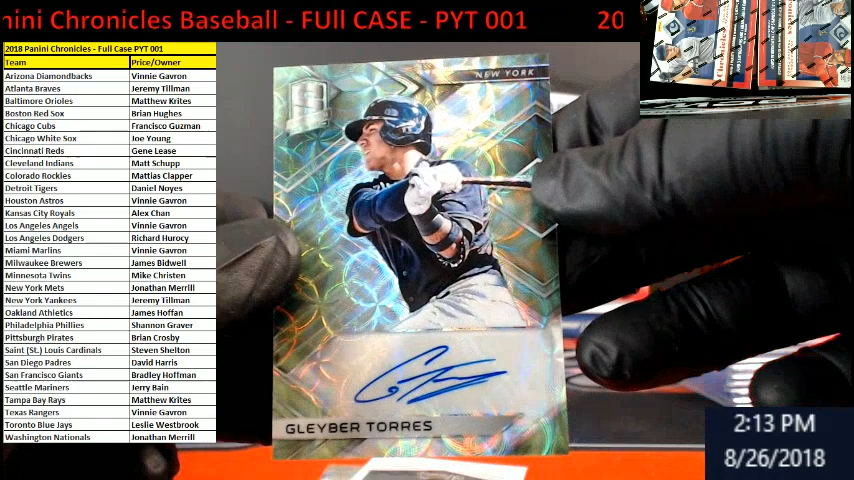 nini Chronicles Baseball - FUll CASE - PYT 001 20
2018 Panini Chronicles - Full Case PYT 001
Team Price/Owner
Arizona Diamondbacks Vinnie Gavron
Atlanta Braves Jeremy Tillman
Baltimore Orioles Matthew Krites
Boston Red Sox Brian Hughes
Chicago Cubs Francisco Guzman
Chicago White Sox Joe Young
Cincinnati Reds Gene Lease
Cleveland Indians Matt Schupp
Colorado Rockies Mattias Clapper
Detroit Tigers Daniel Noyes
Houston Astros Vinnie Gavron
Kansas City Royals Alex Chan
Los Angeles Angels Vinnie Gavron
Los Angeles Dodgers Richard Hurocy
Miami Marlins Vinnie Gavron
Milwaukee Brewers James Bidwell
Minnesota Twins Mike Christen
New York Mets Jonathan Merrill
New York Yankees Jeremy Tillman
Oakland Athletics James Hoffan
Philadelphia Phillies Shannon Graver
Pittsburgh Pirates Brian Crosby
Saint (St.) Louis Cardinals Steven Shelton
San Diego Padres David Harris
San Francisco Giants Bradley Hoffman
Seattle Mariners Jerry Bain
Tampa Bay Rays Matthew Krites
Texas Rangers Vinnie Gavron
Toronto Blue Jays Leslie Westbrook
Washington Nationals Jonathan Merrill
NEW YORK
GLEYBER TORRES
2:13 PM
8/26/2018